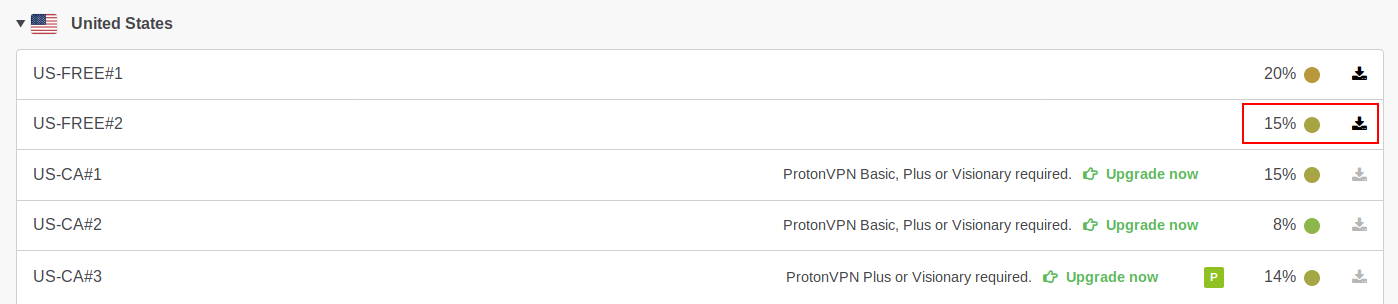 United States
US-FREE#1 20%
US-FREE#2 15%
US-CA#1 ProtonVPN Basic, Plus or Visionary required. Upgrade now 15%
US-CA#2 ProtonVPN Basic, Plus or Visionary required. Upgrade now 8%
US-CA#3 ProtonVPN Plus or Visionary required. Upgrade now P 14%